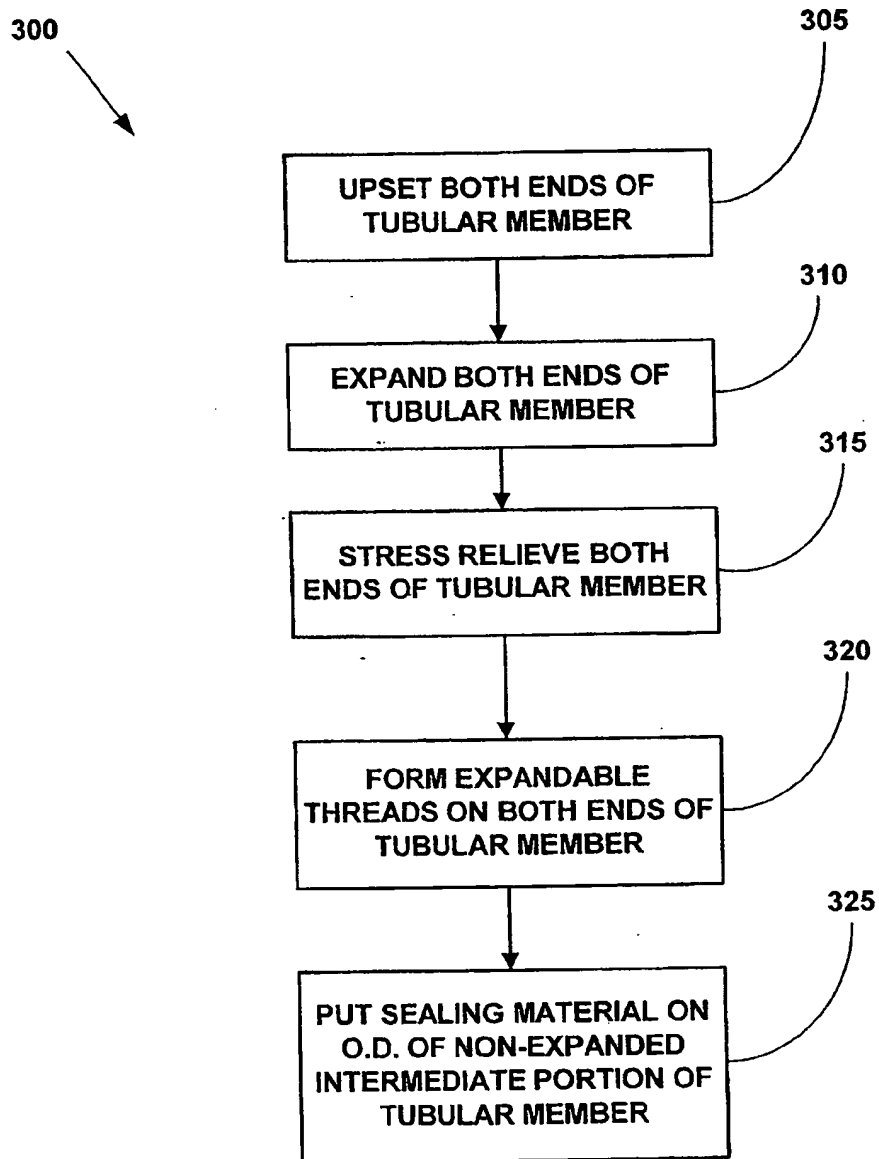 300
305
UPSET BOTH ENDS OF
TUBULAR MEMBER
310
EXPAND BOTH ENDS OF
TUBULAR MEMBER
315
STRESS RELIEVE BOTH
ENDS OF TUBULAR MEMBER
320
FORM EXPANDABLE
THREADS ON BOTH ENDS OF
TUBULAR MEMBER
325
PUT SEALING MATERIAL ON
O.D. OF NON-EXPANDED
INTERMEDIATE PORTION OF
TUBULAR MEMBER